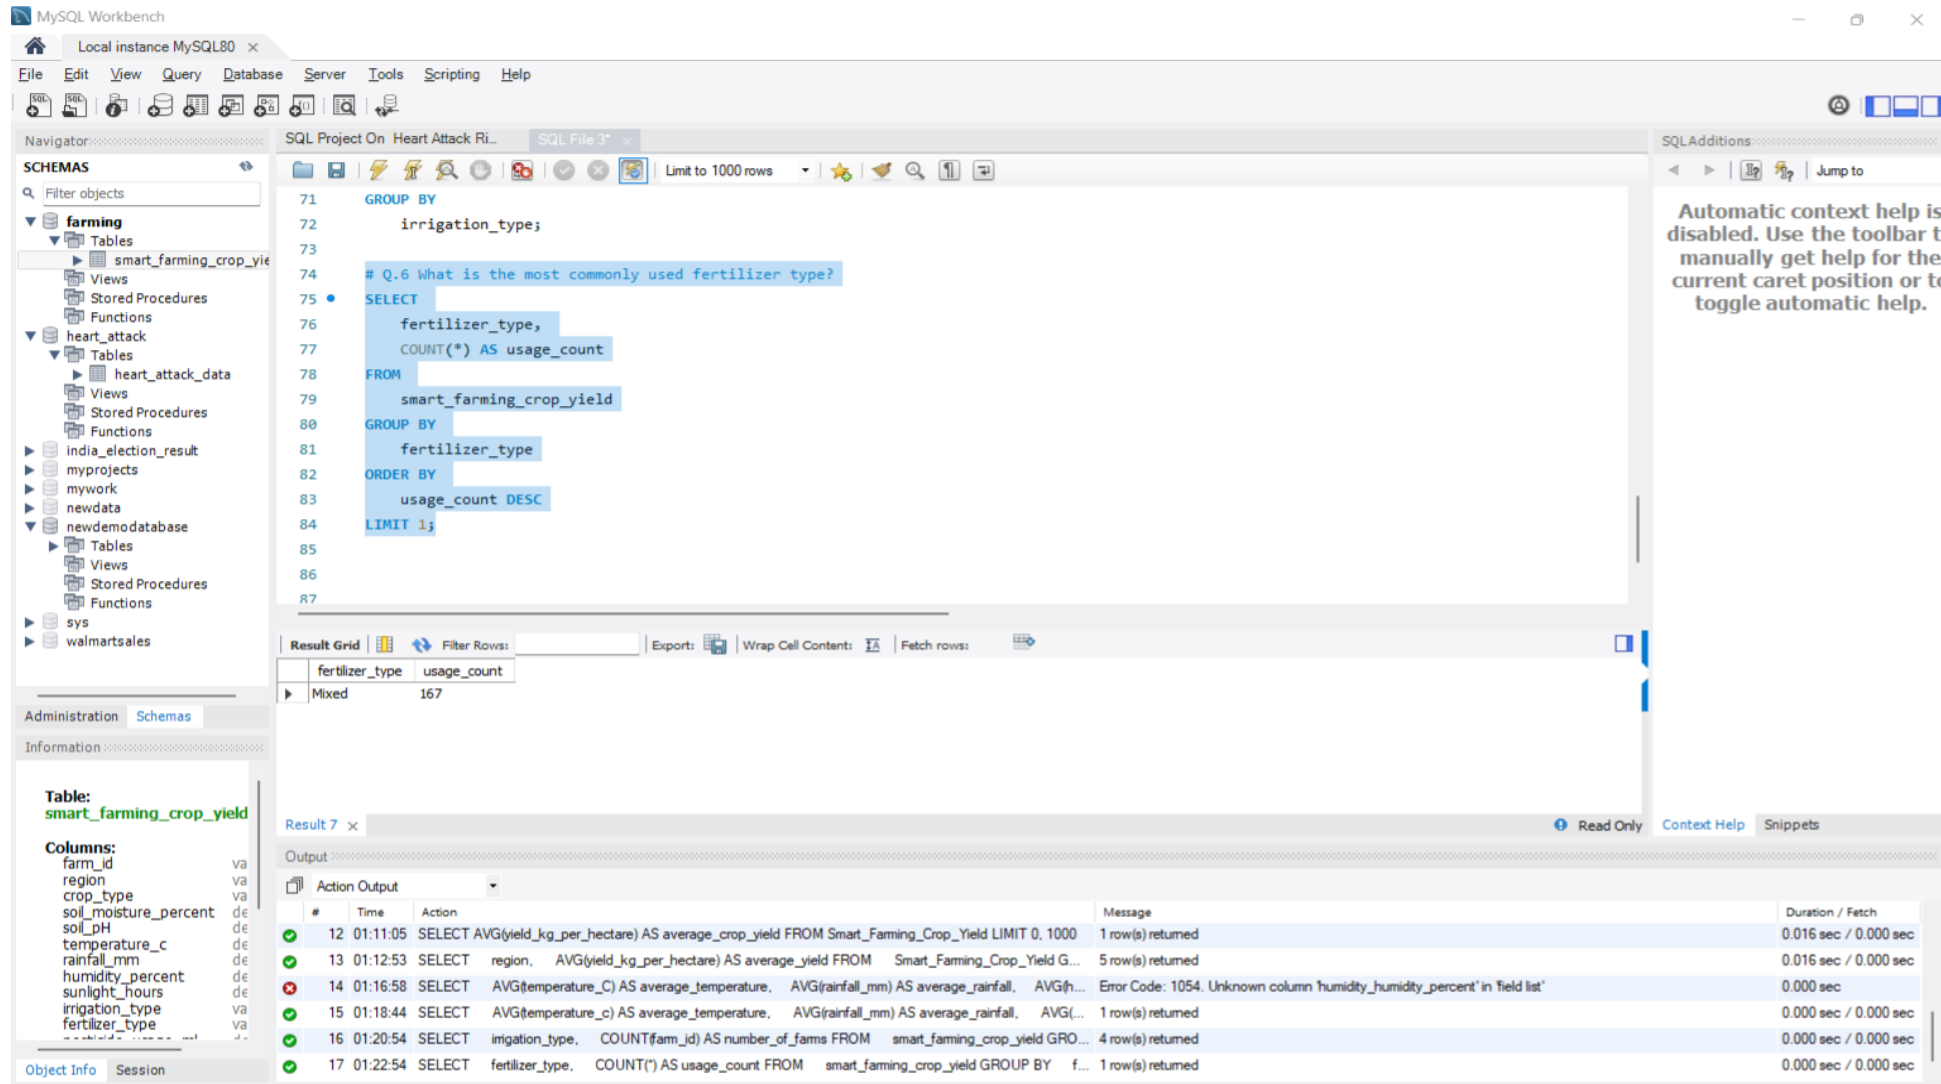 MySQL Workbench
Local instance MySQL80
File Edit View Query Database Server Tools Scripting Help
Navigator
SCHEMAS
Filter objects
farming
Tables
smart_farming_crop_yie
Views
Stored Procedures
Functions
heart_attack
Tables
heart_attack_data
Views
Stored Procedures
Functions
india_election_result
myprojects
mywork
newdata
newdemodatabase
Tables
Views
Stored Procedures
Functions
sys
walmartsales
Administration Schemas
Information
Table:
smart_farming_crop_yield
Columns:
farm_id va
region va
crop_type va
soil_moisture_percent de
soil_pH de
temperature_c de
rainfall_mm de
humidity_percent de
sunlight_hours de
irrigation_type va
fertilizer_type va
Object Info Session
SQL Project On Heart Attack Ri... SQL File 3*
Limit to 1000 rows
71 GROUP BY
72 irrigation_type;
73
74 # Q.6 What is the most commonly used fertilizer type?
75 SELECT
76 fertilizer_type,
77 COUNT(*) AS usage_count
78 FROM
79 smart_farming_crop_yield
80 GROUP BY
81 fertilizer_type
82 ORDER BY
83 usage_count DESC
84 LIMIT 1;
85
86
87
Result Grid Filter Rows: Export: Wrap Cell Content: Fetch rows:
fertilizer_type usage_count
Mixed 167
Result 7 Read Only
Output
Action Output
# Time Action Message Duration / Fetch
12 01:11:05 SELECT AVG(yield_kg_per_hectare) AS average_crop_yield FROM Smart_Farming_Crop_Yield LIMIT 0, 1000 1 row(s) returned 0.016 sec / 0.000 sec
13 01:12:53 SELECT region, AVG(yield_kg_per_hectare) AS average_yield FROM Smart_Farming_Crop_Yield G... 5 row(s) returned 0.016 sec / 0.000 sec
14 01:16:58 SELECT AVG(temperature_C) AS average_temperature, AVG(rainfall_mm) AS average_rainfall, AVG(h... Error Code: 1054. Unknown column 'humidity_humidity_percent' in 'field list' 0.000 sec
15 01:18:44 SELECT AVG(temperature_c) AS average_temperature, AVG(rainfall_mm) AS average_rainfall, AVG(... 1 row(s) returned 0.000 sec / 0.000 sec
16 01:20:54 SELECT irrigation_type, COUNT(farm_id) AS number_of_farms FROM smart_farming_crop_yield GRO... 4 row(s) returned 0.000 sec / 0.000 sec
17 01:22:54 SELECT fertilizer_type, COUNT(*) AS usage_count FROM smart_farming_crop_yield GROUP BY f... 1 row(s) returned 0.000 sec / 0.000 sec
SQLAdditions
Jump to
Automatic context help is
disabled. Use the toolbar t
manually get help for the
current caret position or to
toggle automatic help.
Context Help Snippets